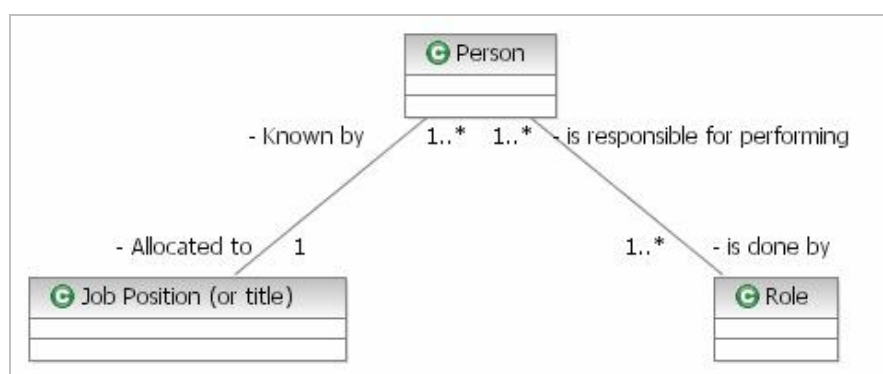 C Person
- Known by 1..* 1..* - is responsible for performing
- Allocated to 1 1..* - is done by
C Job Position (or title) C Role